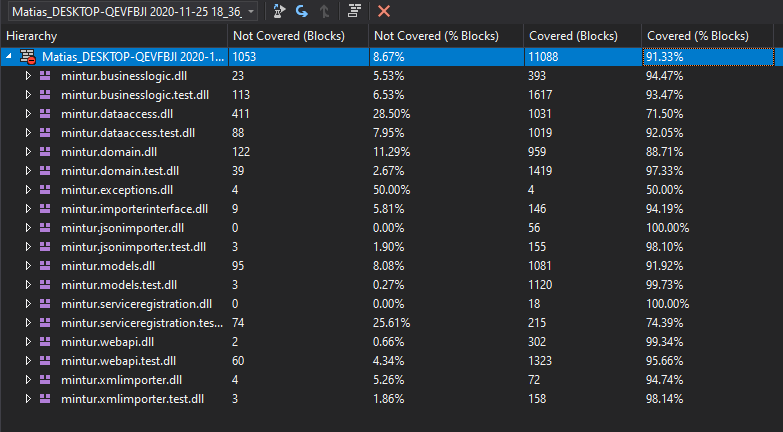 Matias_DESKTOP-QEVFBJI 2020-11-25 18_36_
Hierarchy Not Covered (Blocks) Not Covered (% Blocks) Covered (Blocks) Covered (% Blocks)
Matias_DESKTOP-QEVFBJI 2020-1... 1053 8.67% 11088 91.33%
mintur.businesslogic.dll 23 5.53% 393 94.47%
mintur.businesslogic.test.dll 113 6.53% 1617 93.47%
mintur.dataaccess.dll 411 28.50% 1031 71.50%
mintur.dataaccess.test.dll 88 7.95% 1019 92.05%
mintur.domain.dll 122 11.29% 959 88.71%
mintur.domain.test.dll 39 2.67% 1419 97.33%
mintur.exceptions.dll 4 50.00% 4 50.00%
mintur.importerinterface.dll 9 5.81% 146 94.19%
mintur.jsonimporter.dll 0 0.00% 56 100.00%
mintur.jsonimporter.test.dll 3 1.90% 155 98.10%
mintur.models.dll 95 8.08% 1081 91.92%
mintur.models.test.dll 3 0.27% 1120 99.73%
mintur.serviceregistration.dll 0 0.00% 18 100.00%
mintur.serviceregistration.tes... 74 25.61% 215 74.39%
mintur.webapi.dll 2 0.66% 302 99.34%
mintur.webapi.test.dll 60 4.34% 1323 95.66%
mintur.xmlimporter.dll 4 5.26% 72 94.74%
mintur.xmlimporter.test.dll 3 1.86% 158 98.14%